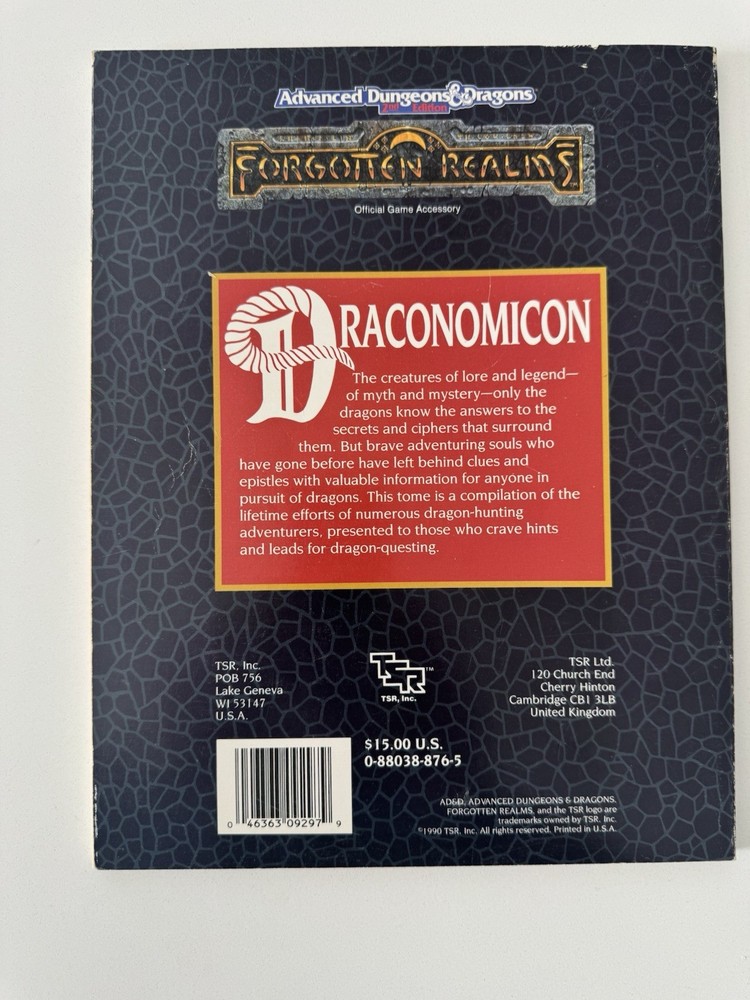 Advanced Dungeons & Dragons
2nd Edition
FORGOTTEN REALMS
Official Game Accessory
DRACONOMICON
The creatures of lore and legend—
of myth and mystery—only the
dragons know the answers to the
secrets and ciphers that surround
them. But brave adventuring souls who
have gone before have left behind clues and
epistles with valuable information for anyone in
pursuit of dragons. This tome is a compilation of the
lifetime efforts of numerous dragon-hunting
adventurers, presented to those who crave hints
and leads for dragon-questing.
TSR, Inc.
POB 756
Lake Geneva
WI 53147
U.S.A.
TSR™
TSR, Inc.
TSR Ltd.
120 Church End
Cherry Hinton
Cambridge CB1 3LB
United Kingdom
$15.00 U.S.
0-88038-876-5
0 46363 09297 9
AD&D, ADVANCED DUNGEONS & DRAGONS,
FORGOTTEN REALMS, and the TSR logo are
trademarks owned by TSR, Inc.
©1990 TSR, Inc. All rights reserved. Printed in U.S.A.